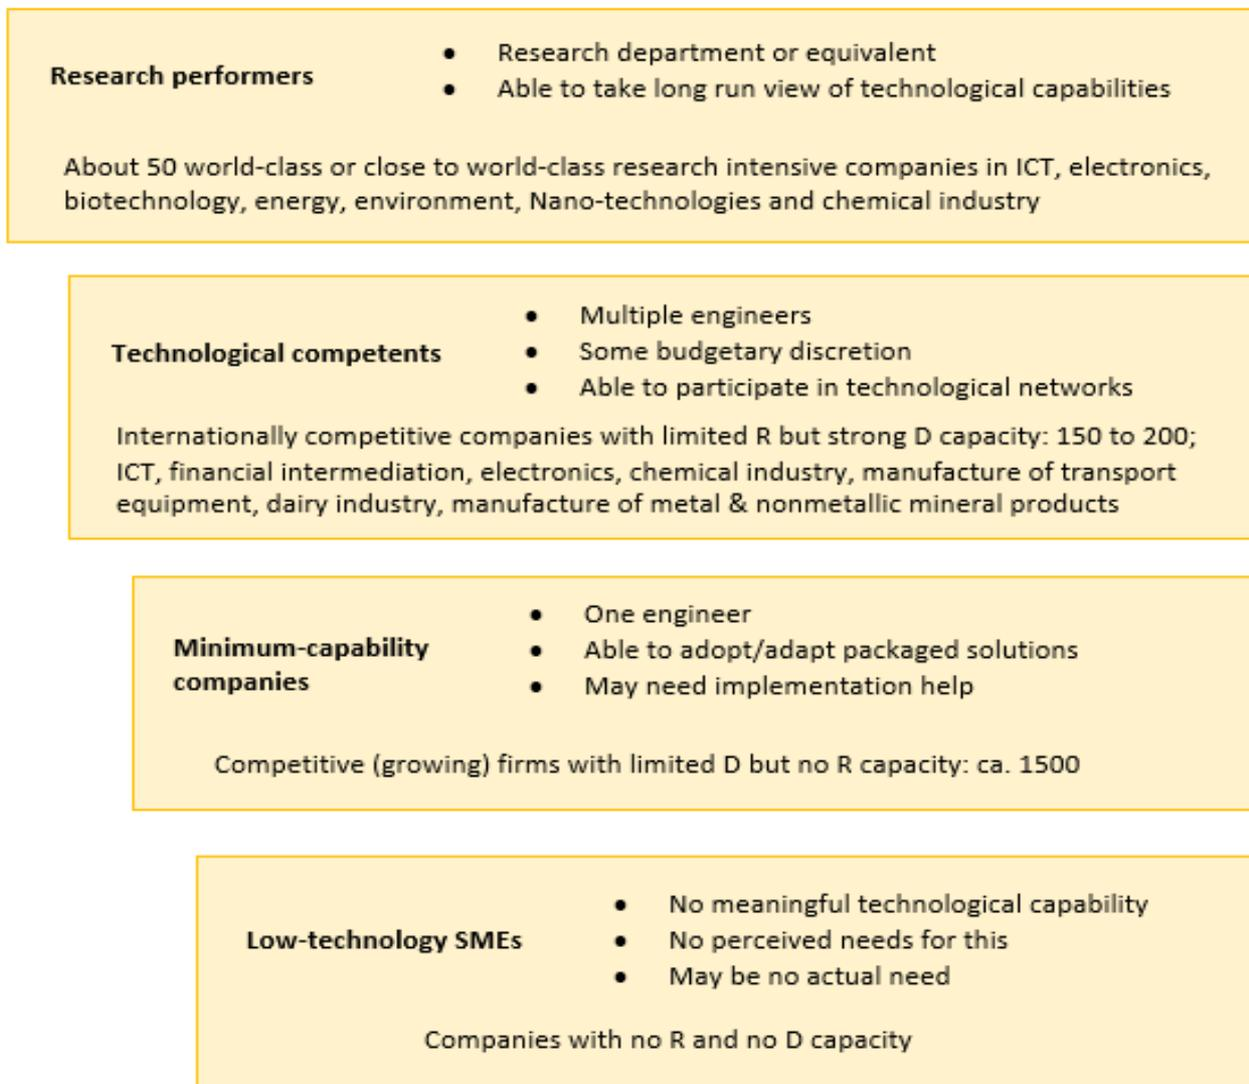 Research performers
• Research department or equivalent
• Able to take long run view of technological capabilities
About 50 world-class or close to world-class research intensive companies in ICT, electronics,
biotechnology, energy, environment, Nano-technologies and chemical industry
Technological competents
• Multiple engineers
• Some budgetary discretion
• Able to participate in technological networks
Internationally competitive companies with limited R but strong D capacity: 150 to 200;
ICT, financial intermediation, electronics, chemical industry, manufacture of transport
equipment, dairy industry, manufacture of metal & nonmetallic mineral products
Minimum-capability
companies
• One engineer
• Able to adopt/adapt packaged solutions
• May need implementation help
Competitive (growing) firms with limited D but no R capacity: ca. 1500
Low-technology SMEs
• No meaningful technological capability
• No perceived needs for this
• May be no actual need
Companies with no R and no D capacity